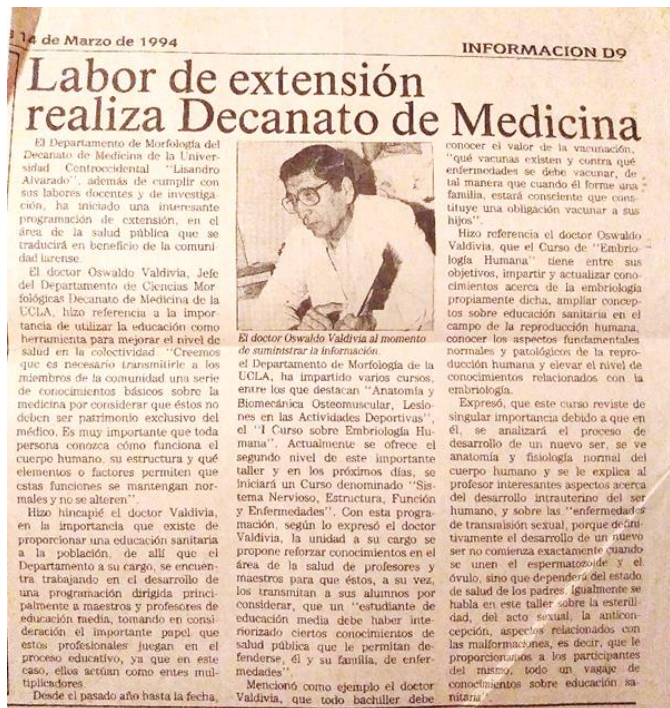 14 de Marzo de 1994
INFORMACION D9
Labor de extensión
realiza Decanato de Medicina
El Departamento de Morfología del
Decanato de Medicina de la Univer-
sidad Centroccidental "Lisandro
Alvarado", además de cumplir con
sus labores docentes y de investiga-
ción, ha iniciado una interesante
programación de extensión, en el
área de la salud pública que se
traducirá en beneficio de la comuni-
dad larense.
El doctor Oswaldo Valdivia, Jefe
del Departamento de Ciencias Mor-
fológicas Decanato de Medicina de la
UCLA, hizo referencia a la impor-
tancia de utilizar la educación como
herramienta para mejorar el nivel de
salud en la colectividad. "Creemos
que es necesario transmitirle a los
miembros de la comunidad una serie
de conocimientos básicos sobre la
medicina por considerar que éstos no
deben ser patrimonio exclusivo del
médico. Es muy importante que toda
persona conozca cómo funciona el
cuerpo humano, su estructura y qué
elementos o factores permiten que
estas funciones se mantengan nor-
males y no se alteren".
Hizo hincapié el doctor Valdivia,
en la importancia que existe de
proporcionar una educación sanitaria
a la población, de allí que el
Departamento a su cargo, se encuen-
tra trabajando en el desarrollo de
una programación dirigida princi-
palmente a maestros y profesores de
educación media, tomando en consi-
deración el importante papel que
estos profesionales juegan en el
proceso educativo, ya que en este
caso, ellos actúan como entes mul-
tiplicadores.
Desde el pasado año hasta la fecha,
El doctor Oswaldo Valdivia al momento
de suministrar la información.
el Departamento de Morfología de la
UCLA, ha impartido varios cursos,
entre los que destacan "Anatomía y
Biomecánica Osteomuscular, Lesio-
nes en las Actividades Deportivas",
el "I Curso sobre Embriología Hu-
mana". Actualmente se ofrece el
segundo nivel de este importante
taller y en los próximos días, se
iniciará un Curso denominado "Sis-
tema Nervioso, Estructura, Función
y Enfermedades". Con esta progra-
mación, según lo expresó el doctor
Valdivia, la unidad a su cargo se
propone reforzar conocimientos en el
área de la salud de profesores y
maestros para que éstos, a su vez,
los transmitan a sus alumnos por
considerar, que un "estudiante de
educación media debe haber inte-
riorizado ciertos conocimientos de
salud pública que le permitan de-
fenderse, él y su familia, de enfer-
medades".
Mencionó como ejemplo el doctor
Valdivia, que todo bachiller debe
conocer el valor de la vacunación,
"qué vacunas existen y contra qué
enfermedades se debe vacunar, de
tal manera que cuando él forme una
familia, estará consciente que cons-
tituye una obligación vacunar a sus
hijos".
Hizo referencia el doctor Oswaldo
Valdivia, que el Curso de "Embrio-
logía Humana" tiene entre sus
objetivos, impartir y actualizar cono-
cimientos acerca de la embriología
propiamente dicha, ampliar concep-
tos sobre educación sanitaria en el
campo de la reproducción humana,
conocer los aspectos fundamentales
normales y patológicos de la repro-
ducción humana y elevar el nivel de
conocimientos relacionados con la
embriología.
Expresó, que este curso reviste de
singular importancia debido a que en
él, se analizará el proceso de
desarrollo de un nuevo ser, se ve
anatomía y fisiología normal del
cuerpo humano y se le explica al
profesor interesantes aspectos acerca
del desarrollo intrauterino del ser
humano, y sobre las "enfermedades
de transmisión sexual, porque defini-
tivamente el desarrollo de un nuevo
ser no comienza exactamente cuando
se unen el espermatozoide y el
óvulo, sino que dependerá del estado
de salud de los padres. Igualmente se
habla en este taller sobre la esterili-
dad, del acto sexual, la anticon-
cepción, aspectos relacionados con
las malformaciones, es decir, que le
proporcionamos a los participantes
del mismo, todo un vagaje de
conocimientos sobre educación sa-
nitaria".